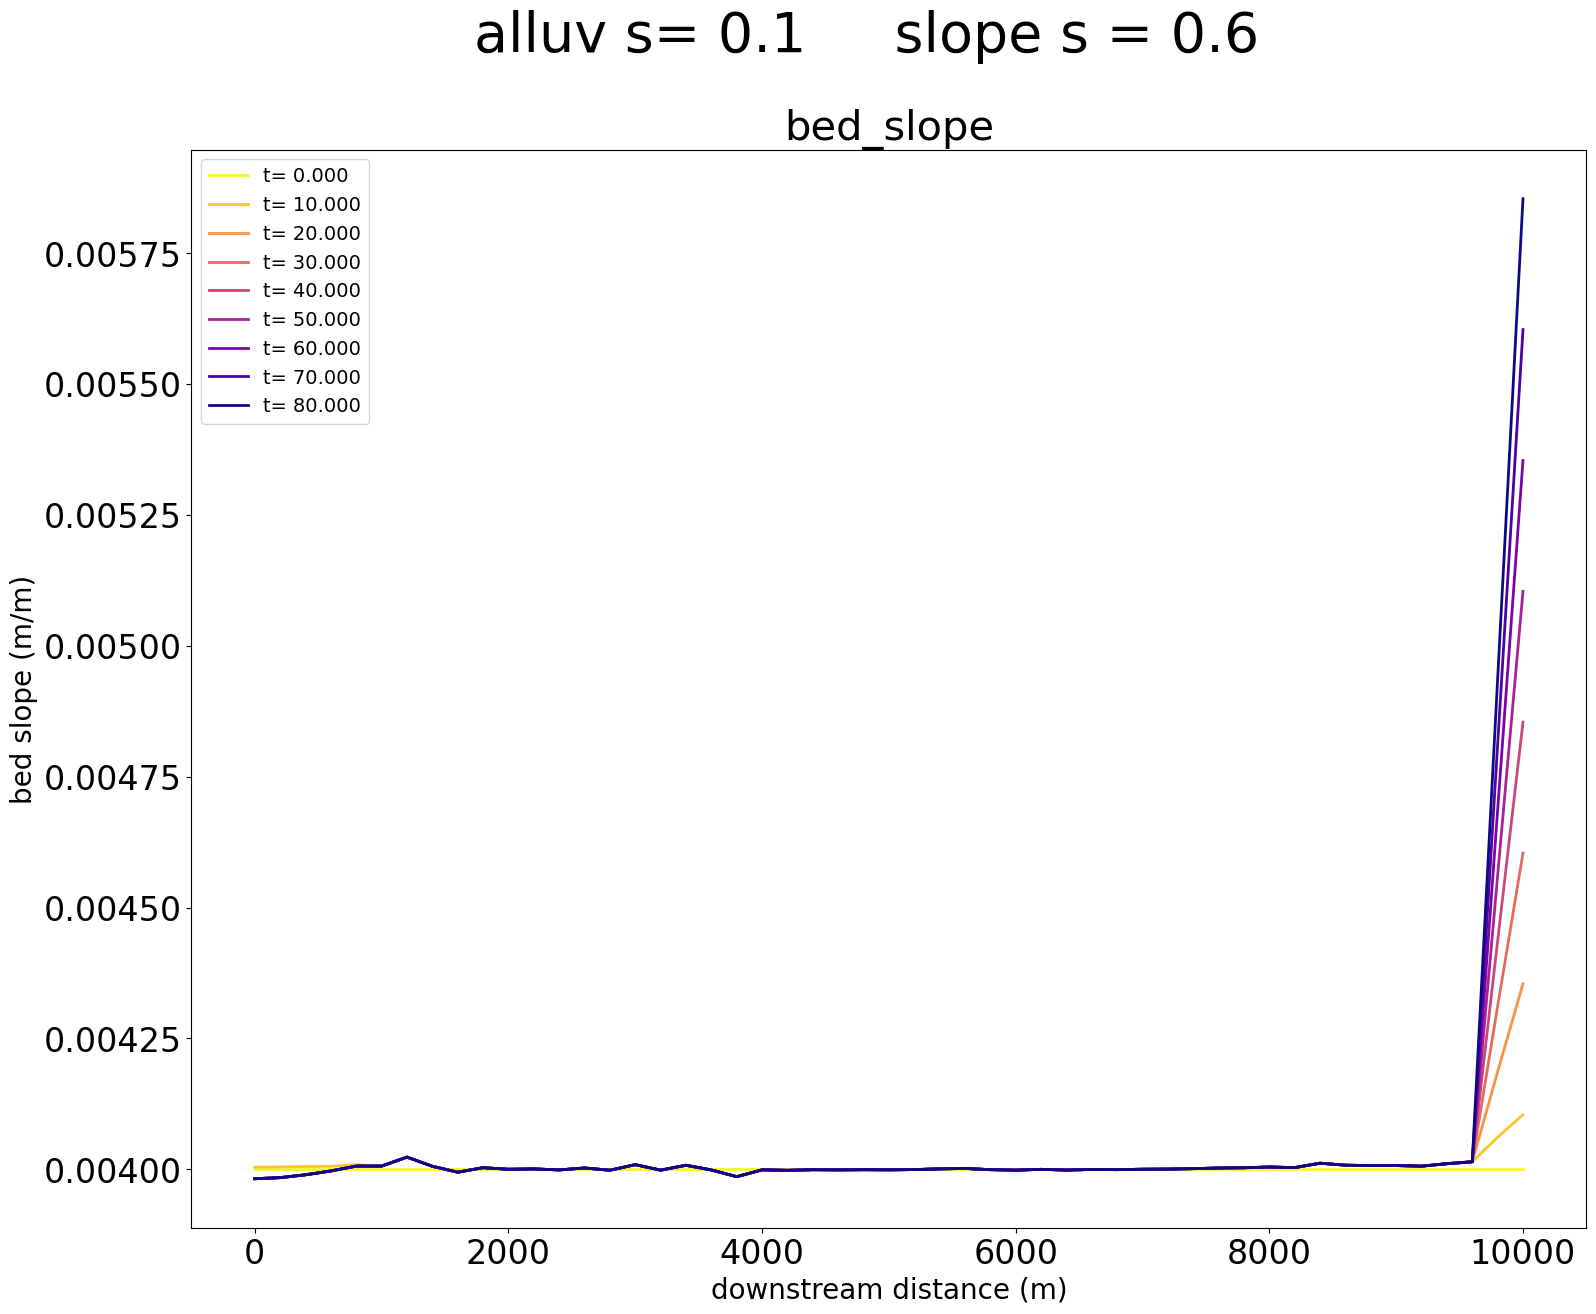 alluv s= 0.1 slope s = 0.6
bed_slope
t= 0.000
t= 10.000
t= 20.000
t= 30.000
t= 40.000
t= 50.000
t= 60.000
t= 70.000
t= 80.000
bed slope (m/m)
0.00575
0.00550
0.00525
0.00500
0.00475
0.00450
0.00425
0.00400
0 2000 4000 6000 8000 10000
downstream distance (m)